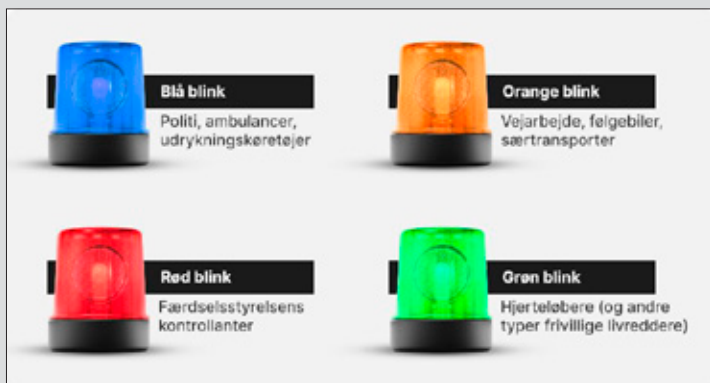 Blå blink
Politi, ambulancer,
udrykningskøretøjer
Orange blink
Vejarbejde, følgebiler,
særtransporter
Rød blink
Færdselsstyrelsens
kontrollanter
Grøn blink
Hjerteløbere (og andre
typer frivillige livreddere)